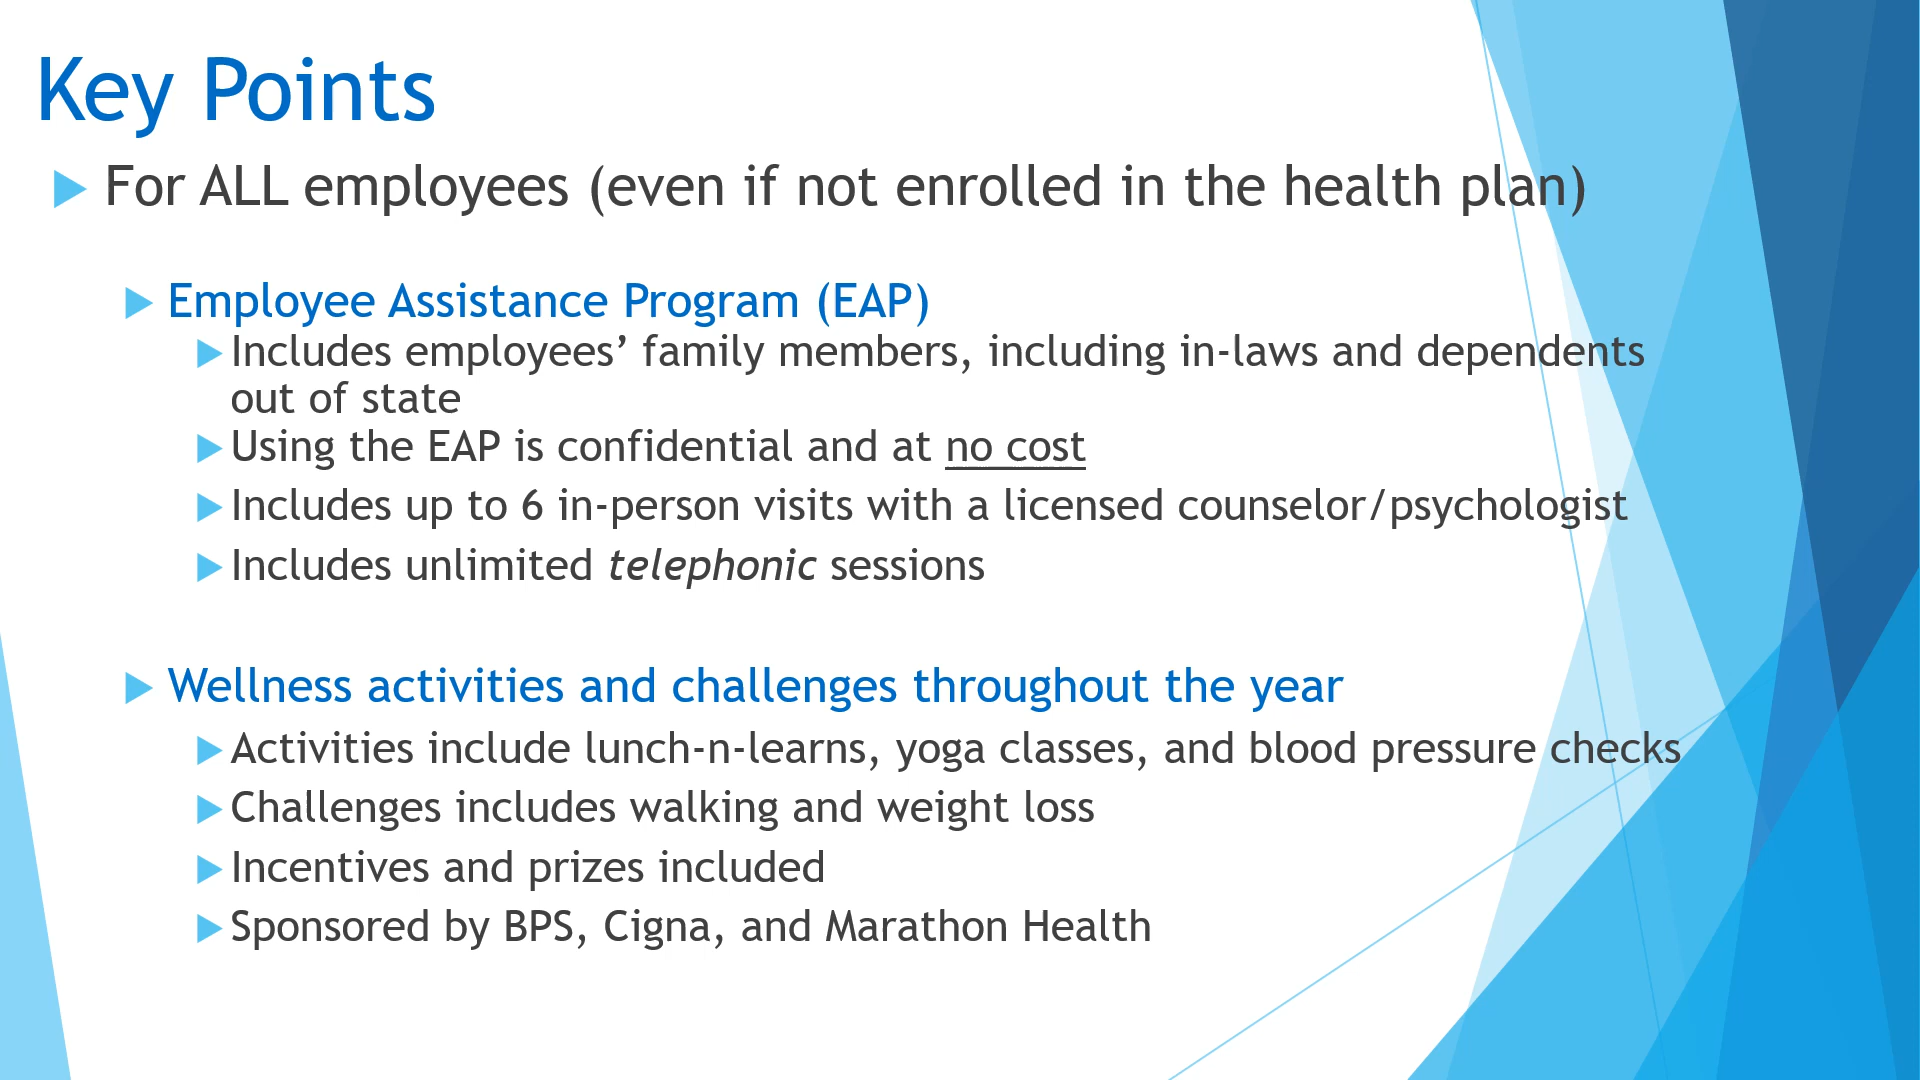 Key Points
For ALL employees (even if not enrolled in the health plan)
Employee Assistance Program (EAP)
Includes employees’ family members, including in-laws and dependents
out of state
Using the EAP is confidential and at no cost
Includes up to 6 in-person visits with a licensed counselor/psychologist
Includes unlimited telephonic sessions
Wellness activities and challenges throughout the year
Activities include lunch-n-learns, yoga classes, and blood pressure checks
Challenges includes walking and weight loss
Incentives and prizes included
Sponsored by BPS, Cigna, and Marathon Health